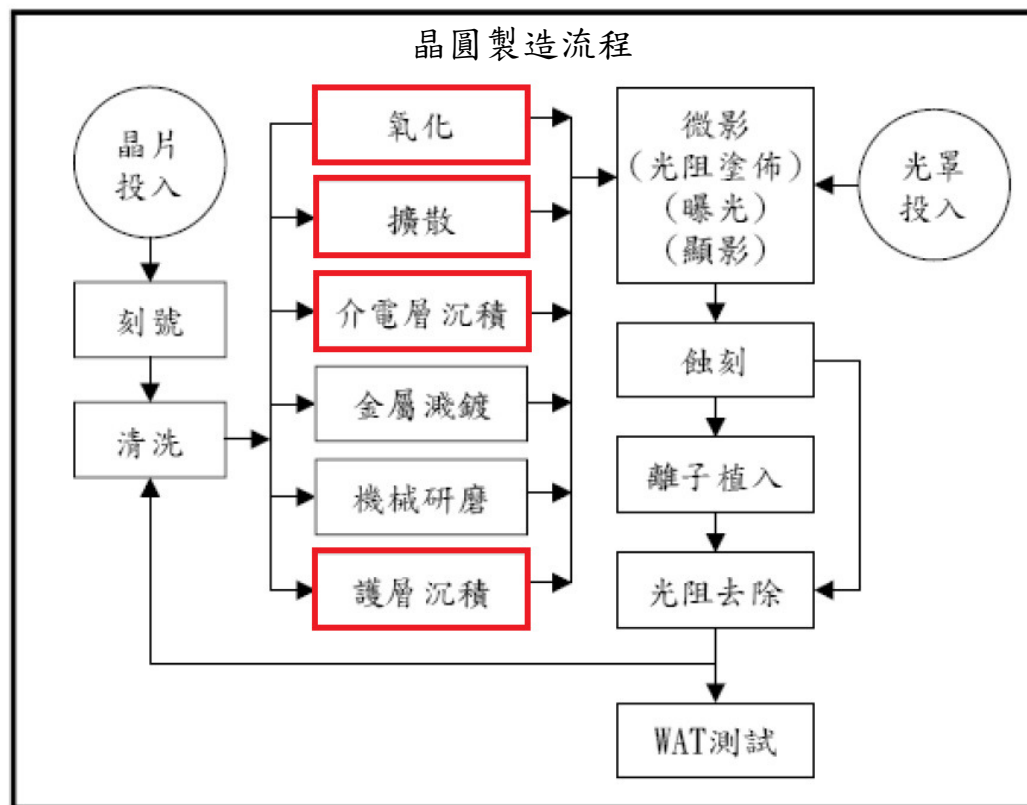 晶圓製造流程
晶片
投入
刻號
清洗
氧化
擴散
介電層沉積
金屬濺鍍
機械研磨
護層沉積
微影
(光阻塗佈)
(曝光)
(顯影)
光罩
投入
蝕刻
離子植入
光阻去除
WAT測試